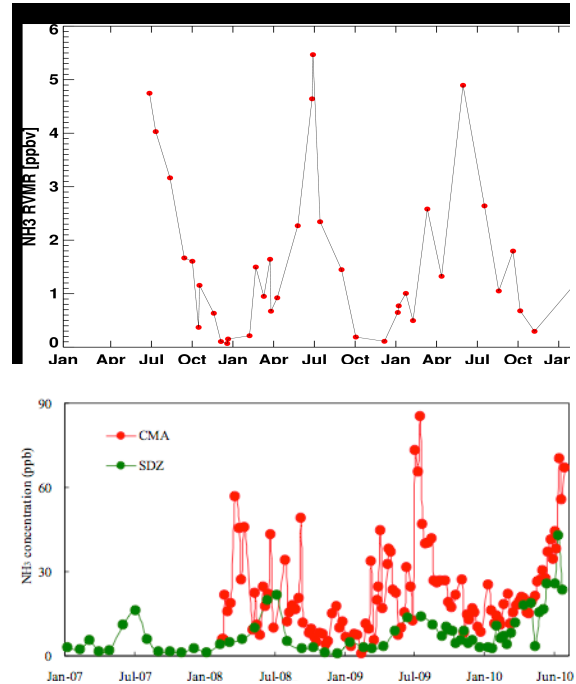 6
5
4
3
2
1
0
NH3 RVMR [ppbv]
Jan Apr Jul Oct Jan Apr Jul Oct Jan Apr Jul Oct Jan
90
60
30
0
NH3 concentration (ppb)
CMA
SDZ
Jan-07 Jul-07 Jan-08 Jul-08 Jan-09 Jul-09 Jan-10 Jun-10